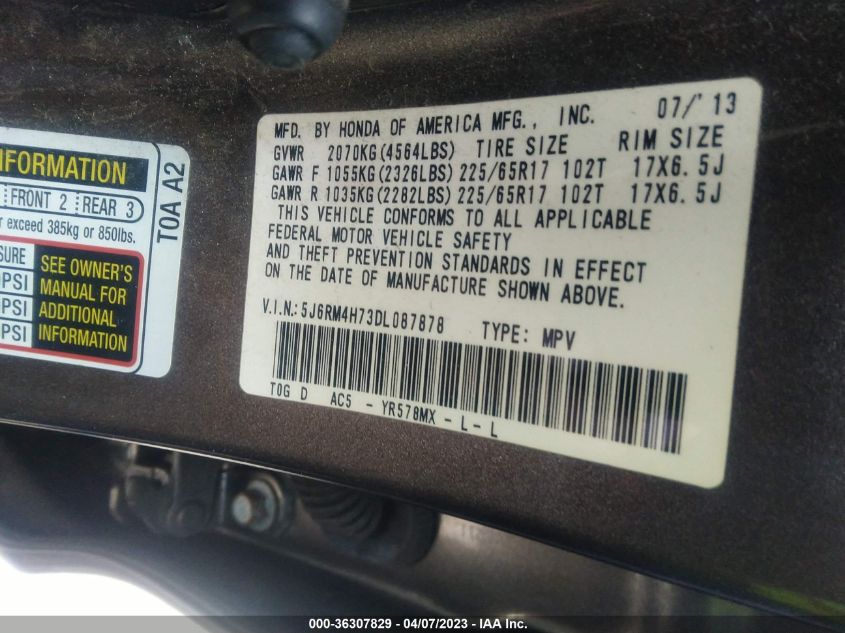 MFD. BY HONDA OF AMERICA MFG., INC. 07/'13
GVWR 2070KG(4564LBS) TIRE SIZE RIM SIZE
GAWR F 1055KG(2326LBS) 225/65R17 102T 17X6.5J
GAWR R 1035KG(2282LBS) 225/65R17 102T 17X6.5J
THIS VEHICLE CONFORMS TO ALL APPLICABLE
FEDERAL MOTOR VEHICLE SAFETY
AND THEFT PREVENTION STANDARDS IN EFFECT
ON THE DATE OF MANUFACTURE SHOWN ABOVE.
V.I.N.:5J6RM4H73DL087878 TYPE: MPV
T0G D AC5 - YR578MX - L - L
INFORMATION
FRONT 2 REAR 3
r exceed 385kg or 850lbs.
SURE
PSI
PSI
PSI
SEE OWNER'S
MANUAL FOR
ADDITIONAL
INFORMATION
T0A A2
000-36307829 - 04/07/2023 - IAA Inc.